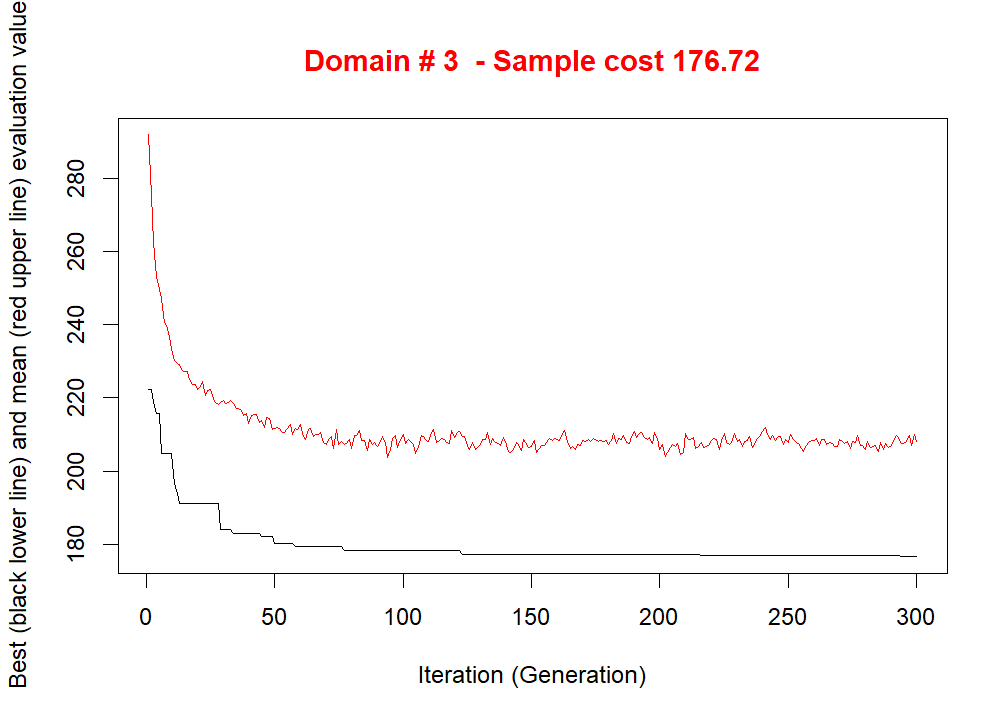 Domain # 3  - Sample cost 176.72
Best (black lower line) and mean (red upper line) evaluation value
280
260
240
220
200
180
0 50 100 150 200 250 300
Iteration (Generation)